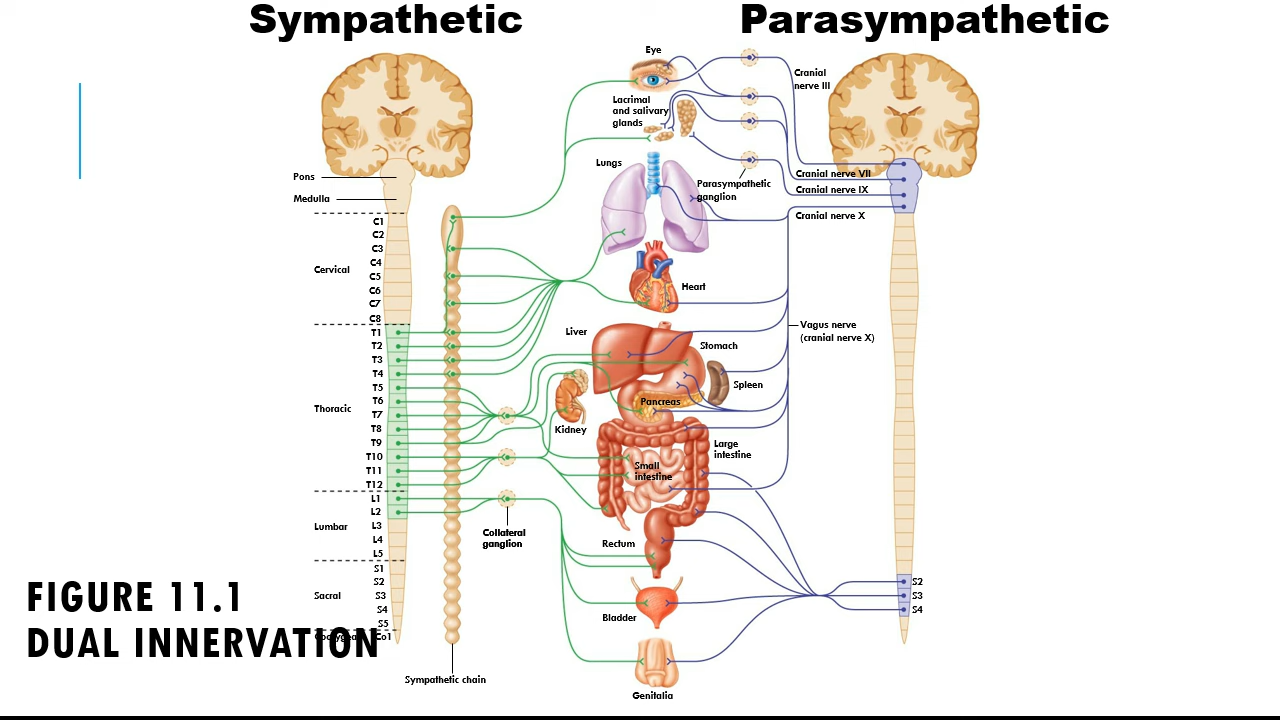 Sympathetic
Parasympathetic
Eye
Cranial
nerve III
Lacrimal
and salivary
glands
Lungs
Pons
Medulla
Parasympathetic
ganglion
Cranial nerve VII
Cranial nerve IX
Cranial nerve X
C1
C2
C3
C4
C5
C6
C7
C8
Cervical
Heart
Liver
Stomach
Vagus nerve
(cranial nerve X)
T1
T2
T3
T4
T5
T6
T7
T8
T9
T10
T11
T12
Thoracic
Spleen
Pancreas
Kidney
Large
intestine
Small
intestine
L1
L2
L3
L4
L5
Lumbar
Collateral
ganglion
Rectum
S1
S2
S3
S4
S5
Sacral
Co1
S2
S3
S4
Bladder
Sympathetic chain
Genitalia
FIGURE 11.1
DUAL INNERVATION